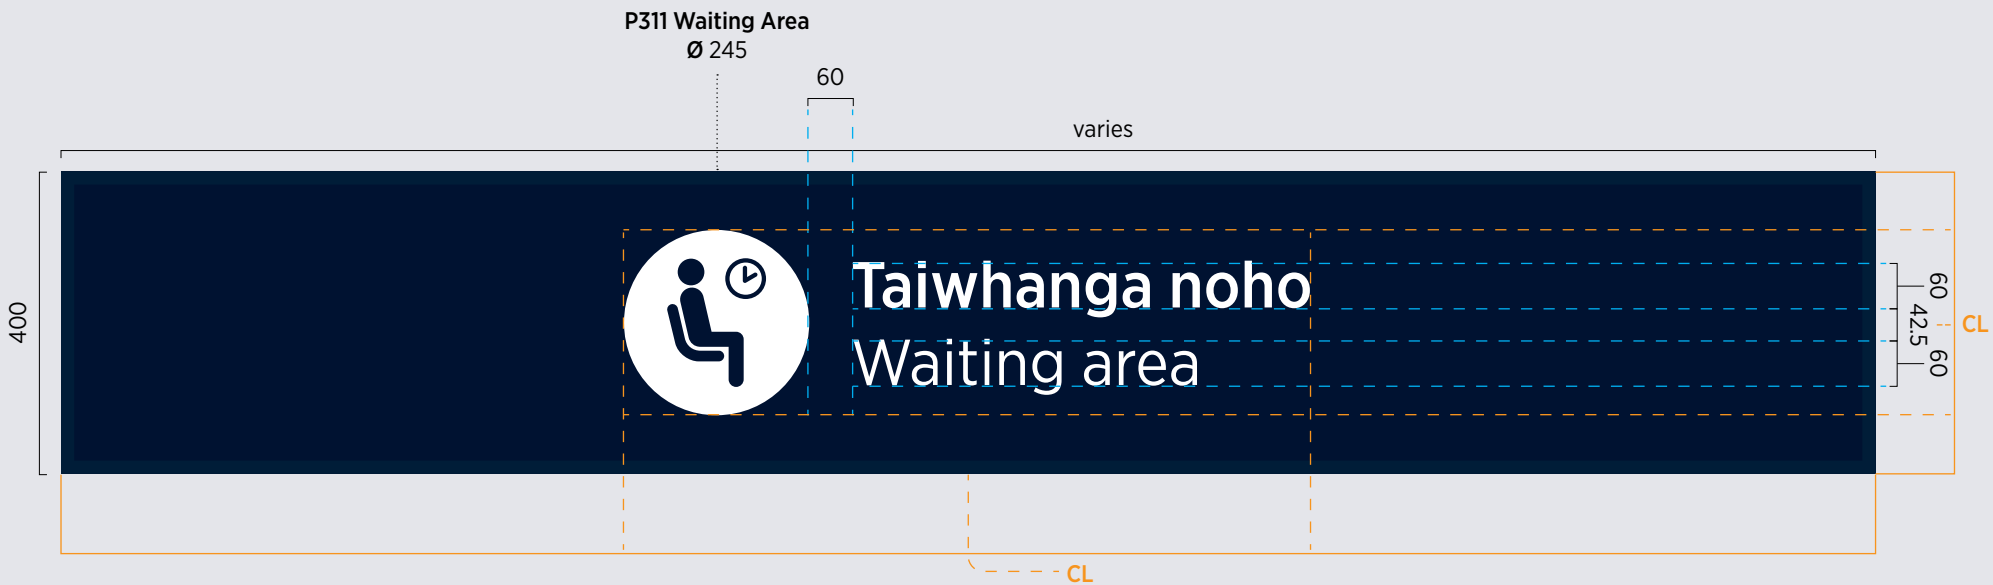 P311 Waiting Area
Ø 245
60
varies
400
Taiwhanga noho
Waiting area
60
42.5
60
CL
CL